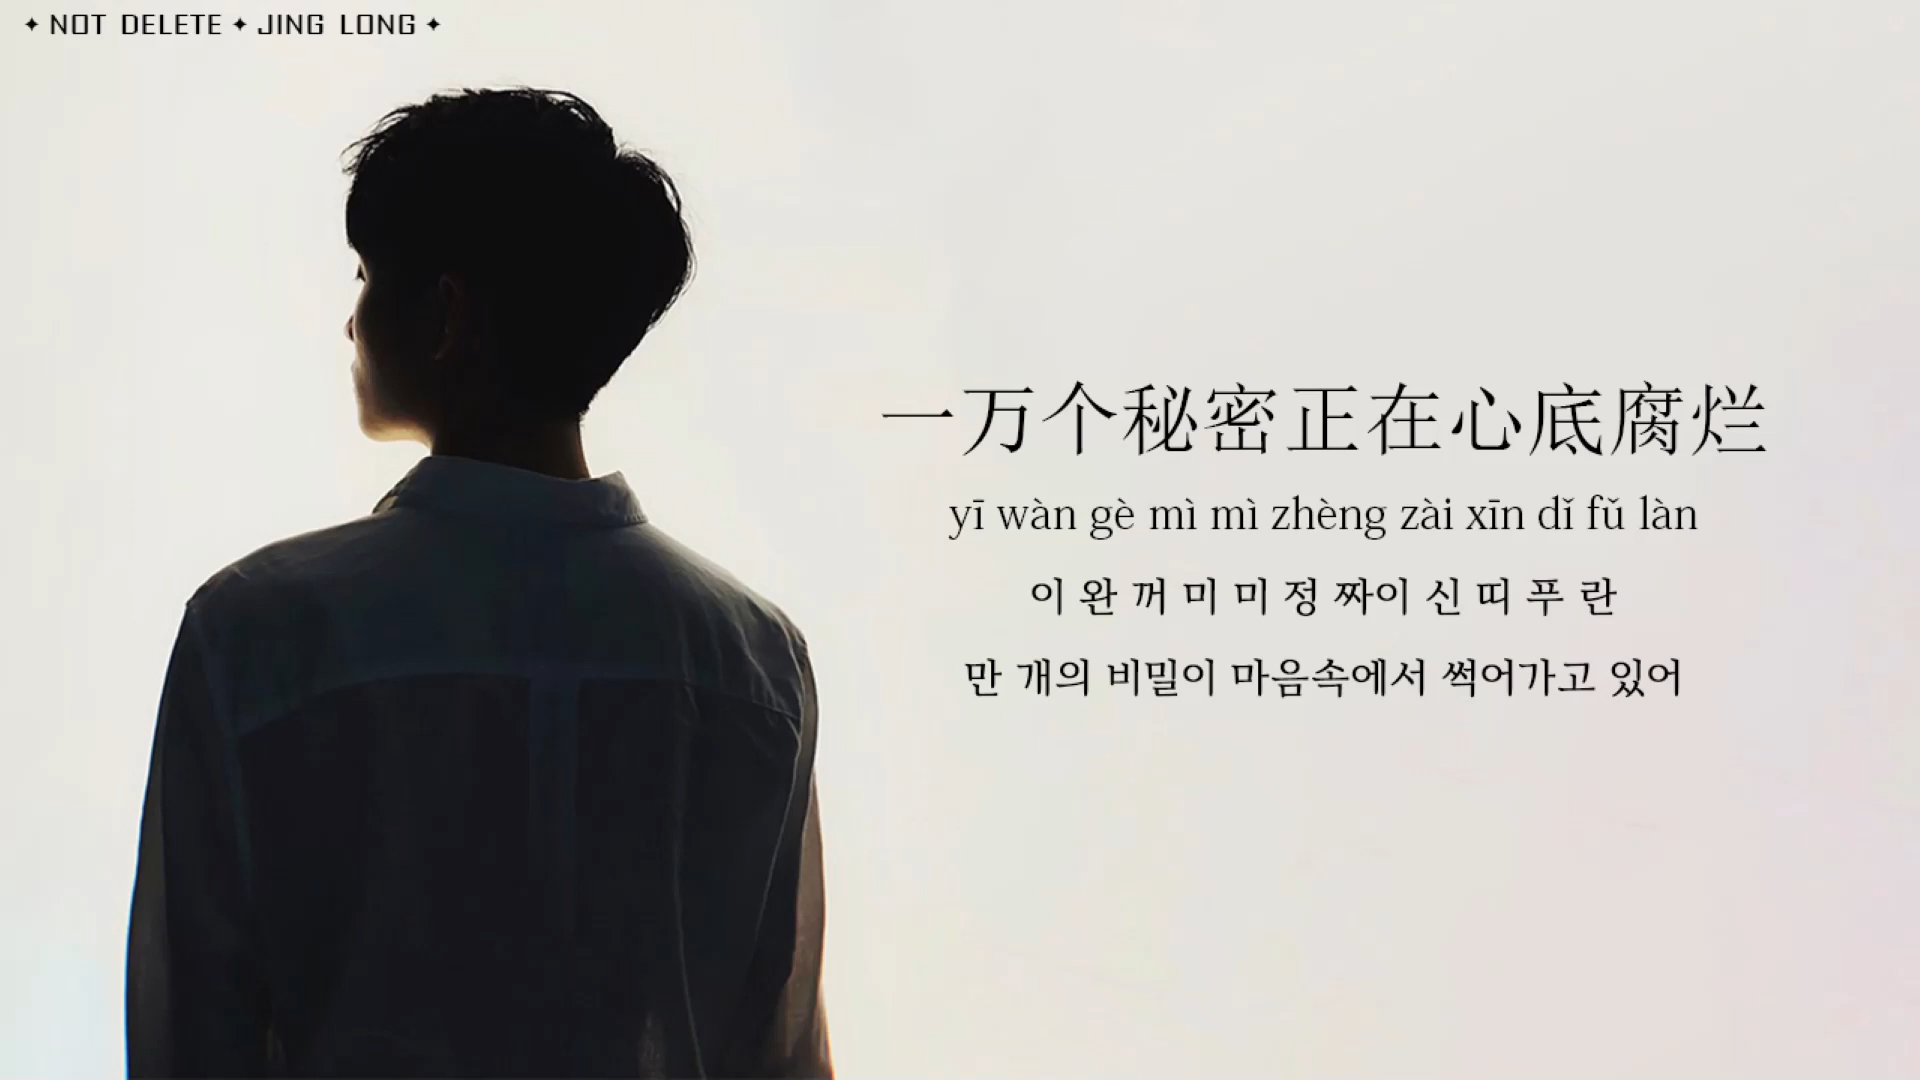 ✦ NOT DELETE ✦ JING LONG ✦
一万个秘密正在心底腐烂
yī wàn gè mì mì zhèng zài xīn dǐ fǔ làn
이 완 꺼 미 미 정 짜이 신 띠 푸 란
만 개의 비밀이 마음속에서 썩어가고 있어